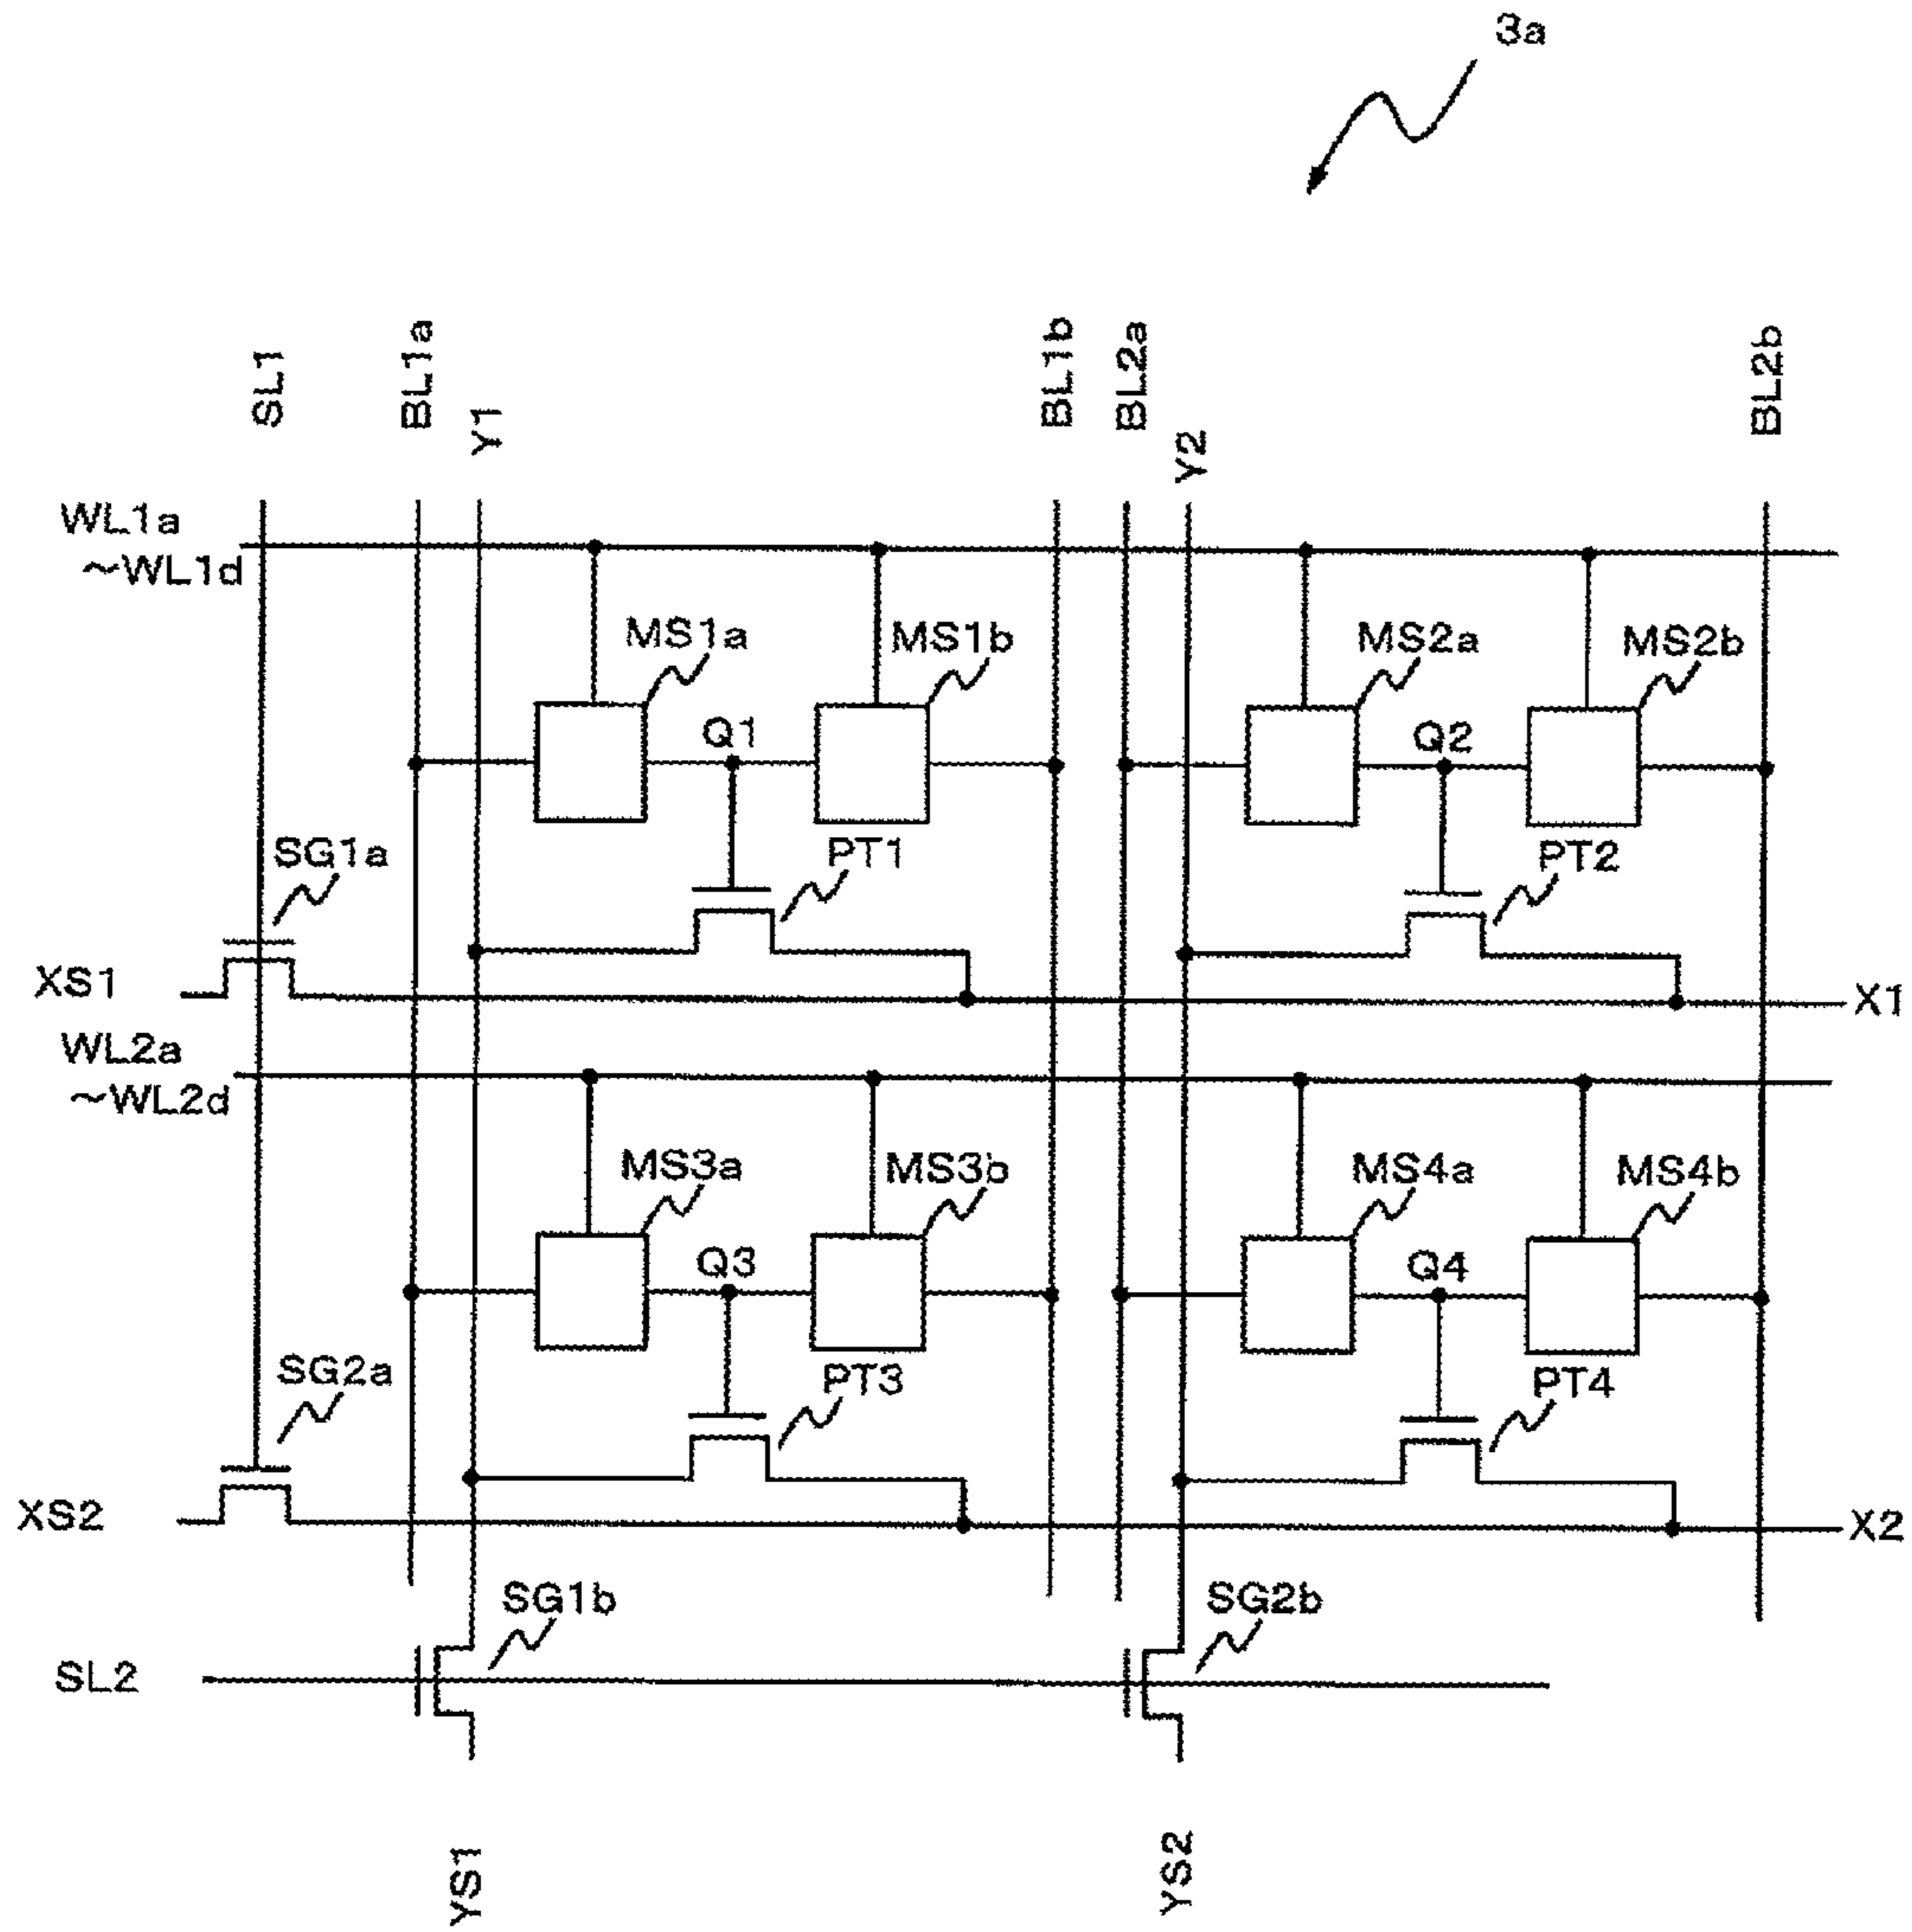 3a
SL1
BL1a
Y1
BL1b
BL2a
Y2
BL2b
WL1a
~WL1d
MS1a
MS1b
MS2a
MS2b
Q1
Q2
SG1a
PT1
PT2
XS1
X1
WL2a
~WL2d
MS3a
MS3b
MS4a
MS4b
Q3
Q4
SG2a
PT3
PT4
XS2
X2
SG1b
SG2b
SL2
YS1
YS2